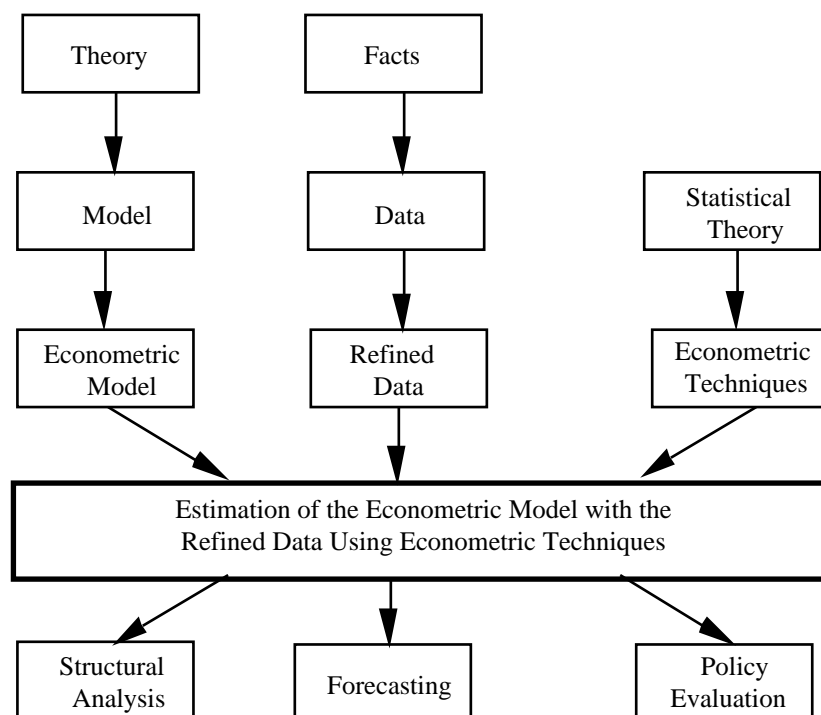 Theory
Facts
Model
Data
Statistical
Theory
Econometric
Model
Refined
Data
Econometric
Techniques
Estimation of the Econometric Model with the
Refined Data Using Econometric Techniques
Structural
Analysis
Forecasting
Policy
Evaluation